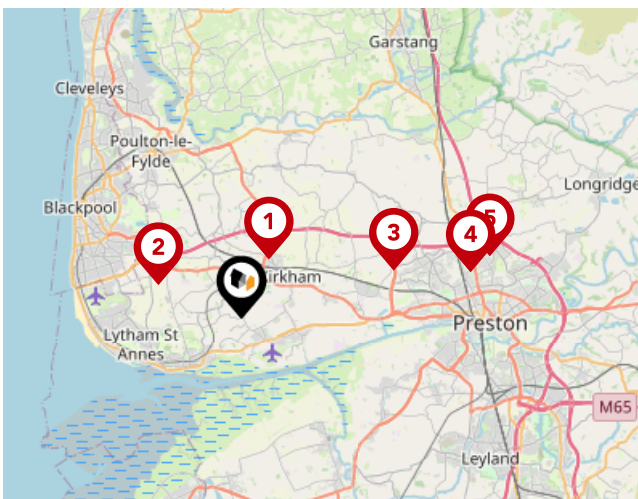 Garstang
Cleveleys
Poulton-le-
Fylde
Longridge
Blackpool
1
5
2
3
4
Kirkham
Lytham St
Annes
Preston
M65
Leyland